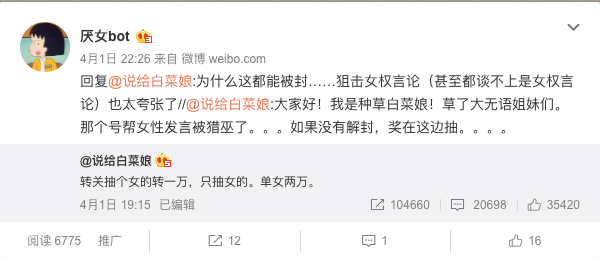 厌女bot
4月1日 22:26 来自 微博 weibo.com
回复@说给白菜娘:为什么这都能被封……狙击女权言论（甚至都谈不上是女权言
论）也太夸张了//@说给白菜娘:大家好！我是种草白菜娘！草了大无语姐妹们。
那个号帮女性发言被猎巫了。。。如果没有解封，奖在这边抽。。。。
@说给白菜娘
转关抽个女的转一万，只抽女的。单女两万。
4月1日 19:15 已编辑 104660 20698 35420
阅读 6775 推广 12 1 16